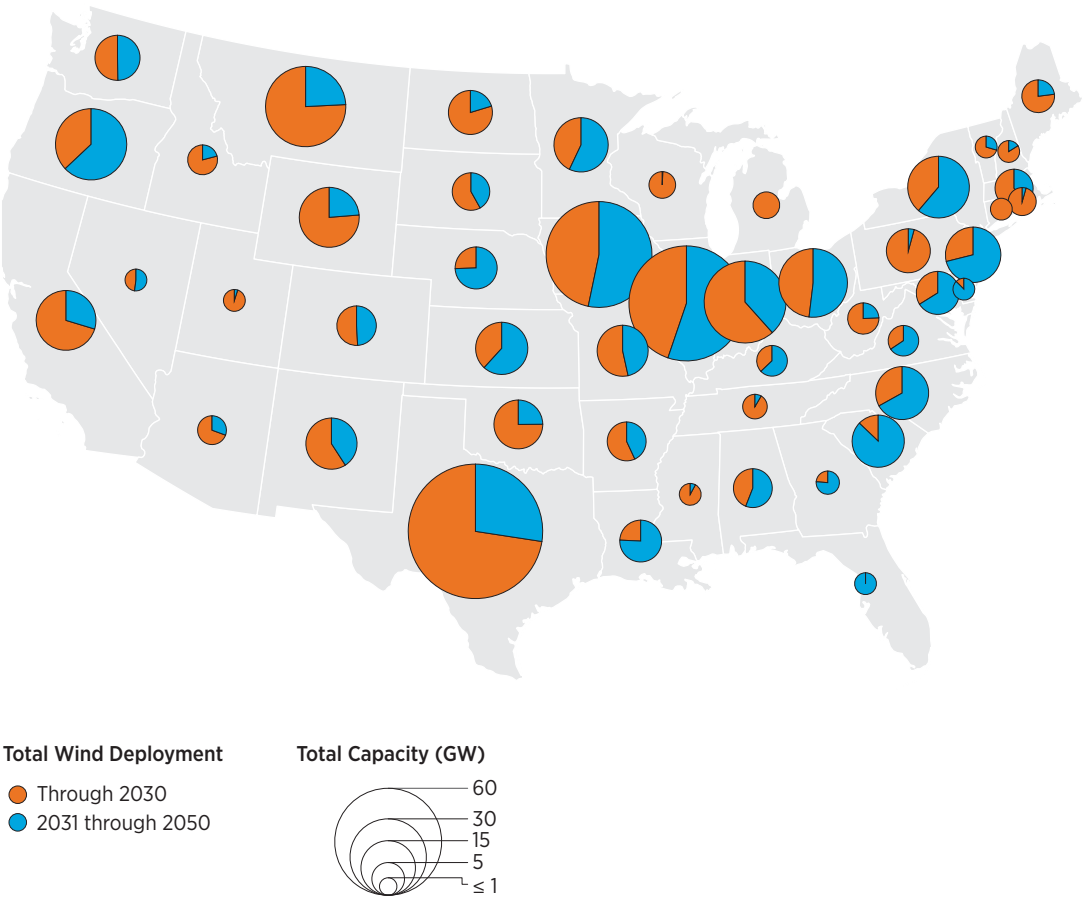 Total Wind Deployment
Through 2030
2031 through 2050
Total Capacity (GW)
60
30
15
5
≤ 1